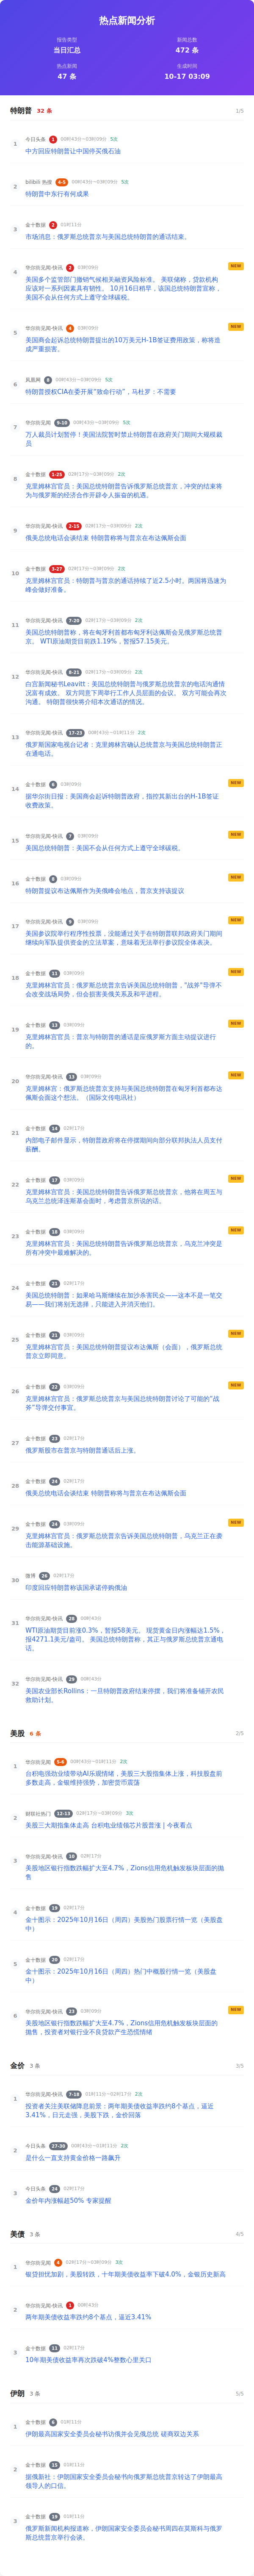 热点新闻分析
报告类型
当日汇总
新闻总数
472 条
热点新闻
47 条
生成时间
10-17 03:09
特朗普 32 条 1/5
1
今日头条 1 00时43分~03时09分 5次
中方回应特朗普让中国停买俄石油
2
bilibili 热搜 4-5 00时43分~03时09分 5次
特朗普中东行有何成果
3
金十数据 2 01时11分
市场消息：俄罗斯总统普京与美国总统特朗普的通话结束。
4
华尔街见闻-快讯 2 03时09分 NEW
美国多个监管部门撤销气候相关融资风险标准。 美联储称，贷款机构
应该对一系列因素具有韧性。 10月16日稍早，该国总统特朗普宣称，
美国不会从任何方式上遵守全球碳税。
5
华尔街见闻-快讯 4 03时09分 NEW
美国商会起诉总统特朗普提出的10万美元H-1B签证费用政策，称将造
成严重损害。
6
凤凰网 8 00时43分~03时09分 5次
特朗普授权CIA在委开展“致命行动”，马杜罗：不需要
7
华尔街见闻 9-10 00时43分~03时09分 5次
万人裁员计划暂停！美国法院暂时禁止特朗普在政府关门期间大规模裁
员
8
金十数据 1-25 02时17分~03时09分 2次
克里姆林宫官员：美国总统特朗普告诉俄罗斯总统普京，冲突的结束将
为与俄罗斯的经济合作开辟令人振奋的机遇。
9
华尔街见闻-快讯 2-15 02时17分~03时09分 2次
俄美总统电话会谈结束 特朗普称将与普京在布达佩斯会面
10
金十数据 3-27 02时17分~03时09分 2次
克里姆林宫官员：特朗普与普京的通话持续了近2.5小时。两国将迅速为
峰会做好准备。
11
华尔街见闻-快讯 7-20 02时17分~03时09分 2次
美国总统特朗普称，将在匈牙利首都布达佩斯会见俄罗斯总统普
京。 WTI原油期货日内跌1.19%，暂报57.15美元。
12
华尔街见闻-快讯 8-21 02时17分~03时09分 2次
白宫新闻秘书Leavitt：美国总统特朗普与俄罗斯总统普京的电话沟通情
况富有成效。 双方同意下周举行工作人员层面的会议。 双方可能会再次
沟通。 特朗普很快将介绍本次通话的情况。
13
华尔街见闻-快讯 17-23 00时43分~01时11分 2次
俄罗斯国家电视台记者：克里姆林宫确认总统普京与美国总统特朗普正
在通电话。
14
金十数据 6 03时09分 NEW
据华尔街日报：美国商会起诉特朗普政府，指控其新出台的H-1B签证
收费政策。
15
华尔街见闻-快讯 7 03时09分 NEW
美国总统特朗普：美国不会从任何方式上遵守全球碳税。
16
金十数据 8 03时09分 NEW
特朗普提议布达佩斯作为美俄峰会地点，普京支持该提议
17
华尔街见闻-快讯 9 03时09分 NEW
美国参议院举行程序性投票，没能通过关于在特朗普联邦政府关门期间
继续向军队提供资金的立法草案，意味着无法举行参议院全体表决。
18
金十数据 11 03时09分 NEW
克里姆林宫官员：俄罗斯总统普京告诉美国总统特朗普，"战斧"导弹不
会改变战场局势，但会损害美俄关系及和平进程。
19
金十数据 13 03时09分 NEW
克里姆林宫官员：普京与特朗普的通话是应俄罗斯方面主动提议进行
的。
20
华尔街见闻-快讯 13 03时09分 NEW
克里姆林宫：俄罗斯总统普京支持与美国总统特朗普在匈牙利首都布达
佩斯会面这个想法。（国际文传电讯社）
21
金十数据 14 02时17分
内部电子邮件显示，特朗普政府将在停摆期间向部分联邦执法人员支付
薪酬。
22
金十数据 17 03时09分 NEW
克里姆林宫官员：美国总统特朗普告诉俄罗斯总统普京，他将在周五与
乌克兰总统泽连斯基会面时，考虑普京所说的话。
23
金十数据 18 03时09分 NEW
克里姆林宫官员：美国总统特朗普告诉俄罗斯总统普京，乌克兰冲突是
所有冲突中最难解决的。
24
金十数据 21 02时17分
美国总统特朗普：如果哈马斯继续在加沙杀害民众——这本不是一笔交
易——我们将别无选择，只能进入并消灭他们。
25
金十数据 21 03时09分 NEW
克里姆林宫官员：美国总统特朗普提议布达佩斯（会面），俄罗斯总统
普京立即同意。
26
金十数据 22 03时09分 NEW
克里姆林宫官员：俄罗斯总统普京与美国总统特朗普讨论了可能的“战
斧”导弹交付事宜。
27
金十数据 23 02时17分
俄罗斯股市在普京与特朗普通话后上涨。
28
金十数据 24 02时17分
俄美总统电话会谈结束 特朗普称将与普京在布达佩斯会面
29
金十数据 24 03时09分 NEW
克里姆林宫官员：俄罗斯总统普京告诉美国总统特朗普，乌克兰正在袭
击能源基础设施。
30
微博 26 02时17分
印度回应特朗普称该国承诺停购俄油
31
华尔街见闻-快讯 28 00时43分
WTI原油期货日内涨0.3%，暂报58美元。 现货黄金日内涨幅达1.5%，
报4271.1美元/盎司。 美国总统特朗普称，其正与俄罗斯总统普京通电
话。
32
华尔街见闻-快讯 29 00时43分
美国农业部长Rollins：一旦特朗普政府结束停摆，我们将准备铺开农民
救助计划。
美股 6 条 2/5
1
华尔街见闻 5-6 00时43分~01时11分 2次
台积电强劲业绩带动AI乐观情绪，美股三大股指集体上涨，科技股盘前
多数走高，金银维持强势，加密货币震荡
2
财联社热门 12-13 02时17分~03时09分 3次
美股三大期指集体走高 台积电业绩领芯片股普涨 | 今夜看点
3
华尔街见闻-快讯 10 02时17分
美股地区银行指数跌幅扩大至4.7%，Zions信用危机触发板块层面的抛
售
4
金十数据 19 02时17分
金十图示：2025年10月16日（周四）美股热门股票行情一览（美股盘
中）
5
金十数据 20 02时17分
金十图示：2025年10月16日（周四）热门中概股行情一览（美股盘
中）
6
华尔街见闻-快讯 23 03时09分 NEW
美股地区银行指数跌幅扩大至4.7%，Zions信用危机触发板块层面的
抛售，投资者对银行业不良贷款产生恐慌情绪
金价 3 条 3/5
1
华尔街见闻-快讯 7-18 01时11分~02时17分 2次
投资者关注美联储降息前景：两年期美债收益率跌约8个基点，逼近
3.41%，日元走强，美股下跌，金价回落
2
今日头条 27-30 00时43分~01时11分 2次
是什么一直支持黄金价格一路飙升
3
今日头条 24 02时17分
金价年内涨幅超50% 专家提醒
美债 3 条 4/5
1
华尔街见闻 4 02时17分~03时09分 3次
银贷担忧加剧，美股转跌，十年期美债收益率下破4.0%，金银历史新高
2
华尔街见闻-快讯 1 00时43分
两年期美债收益率跌约8个基点，逼近3.41%
3
金十数据 11 02时17分
10年期美债收益率再次跌破4%整数心里关口
伊朗 3 条 5/5
1
金十数据 6 01时11分
伊朗最高国家安全委员会秘书访俄并会见俄总统 磋商双边关系
2
金十数据 15 01时11分
据俄新社：伊朗国家安全委员会秘书向俄罗斯总统普京转达了伊朗最高
领导人的口信。
3
金十数据 19 01时11分
俄罗斯新闻机构报道称，伊朗国家安全委员会秘书周四在莫斯科与俄罗
斯总统普京举行会谈。